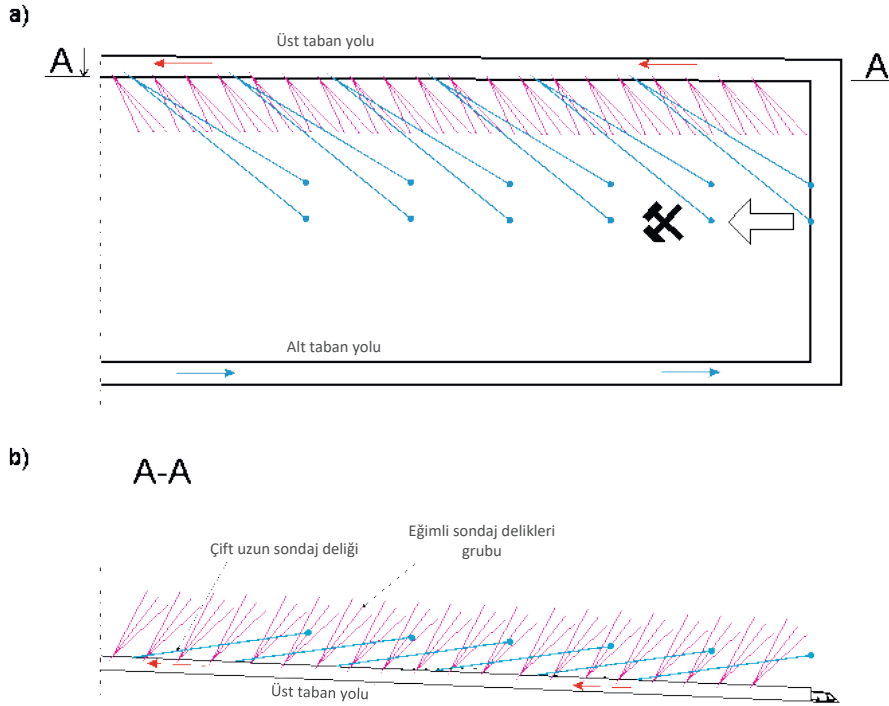 a)
Üst taban yolu
A
A
Alt taban yolu
b)
A-A
Eğimli sondaj delikleri
grubu
Çift uzun sondaj deliği
Üst taban yolu